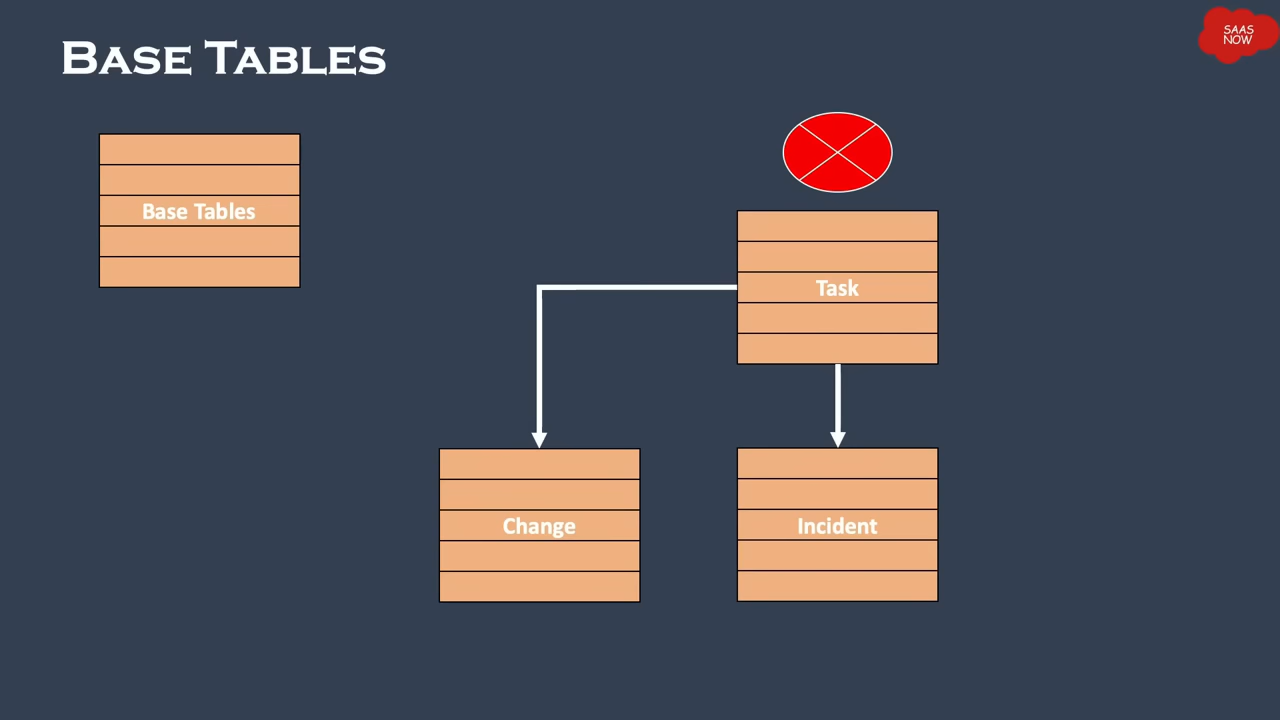 BASE TABLES
SAAS
NOW
Base Tables
Task
Change
Incident